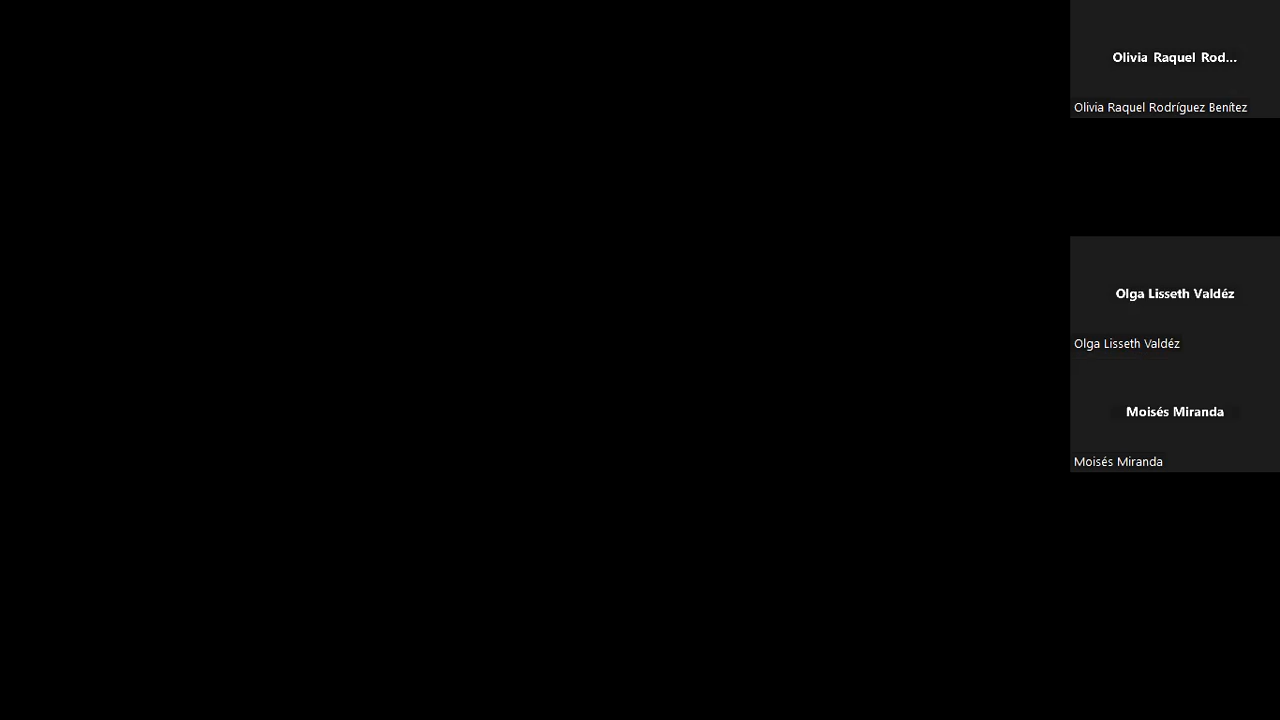 Olivia Raquel Rod...
Olivia Raquel Rodríguez Benítez
Olga Lisseth Valdéz
Olga Lisseth Valdéz
Moisés Miranda
Moisés Miranda